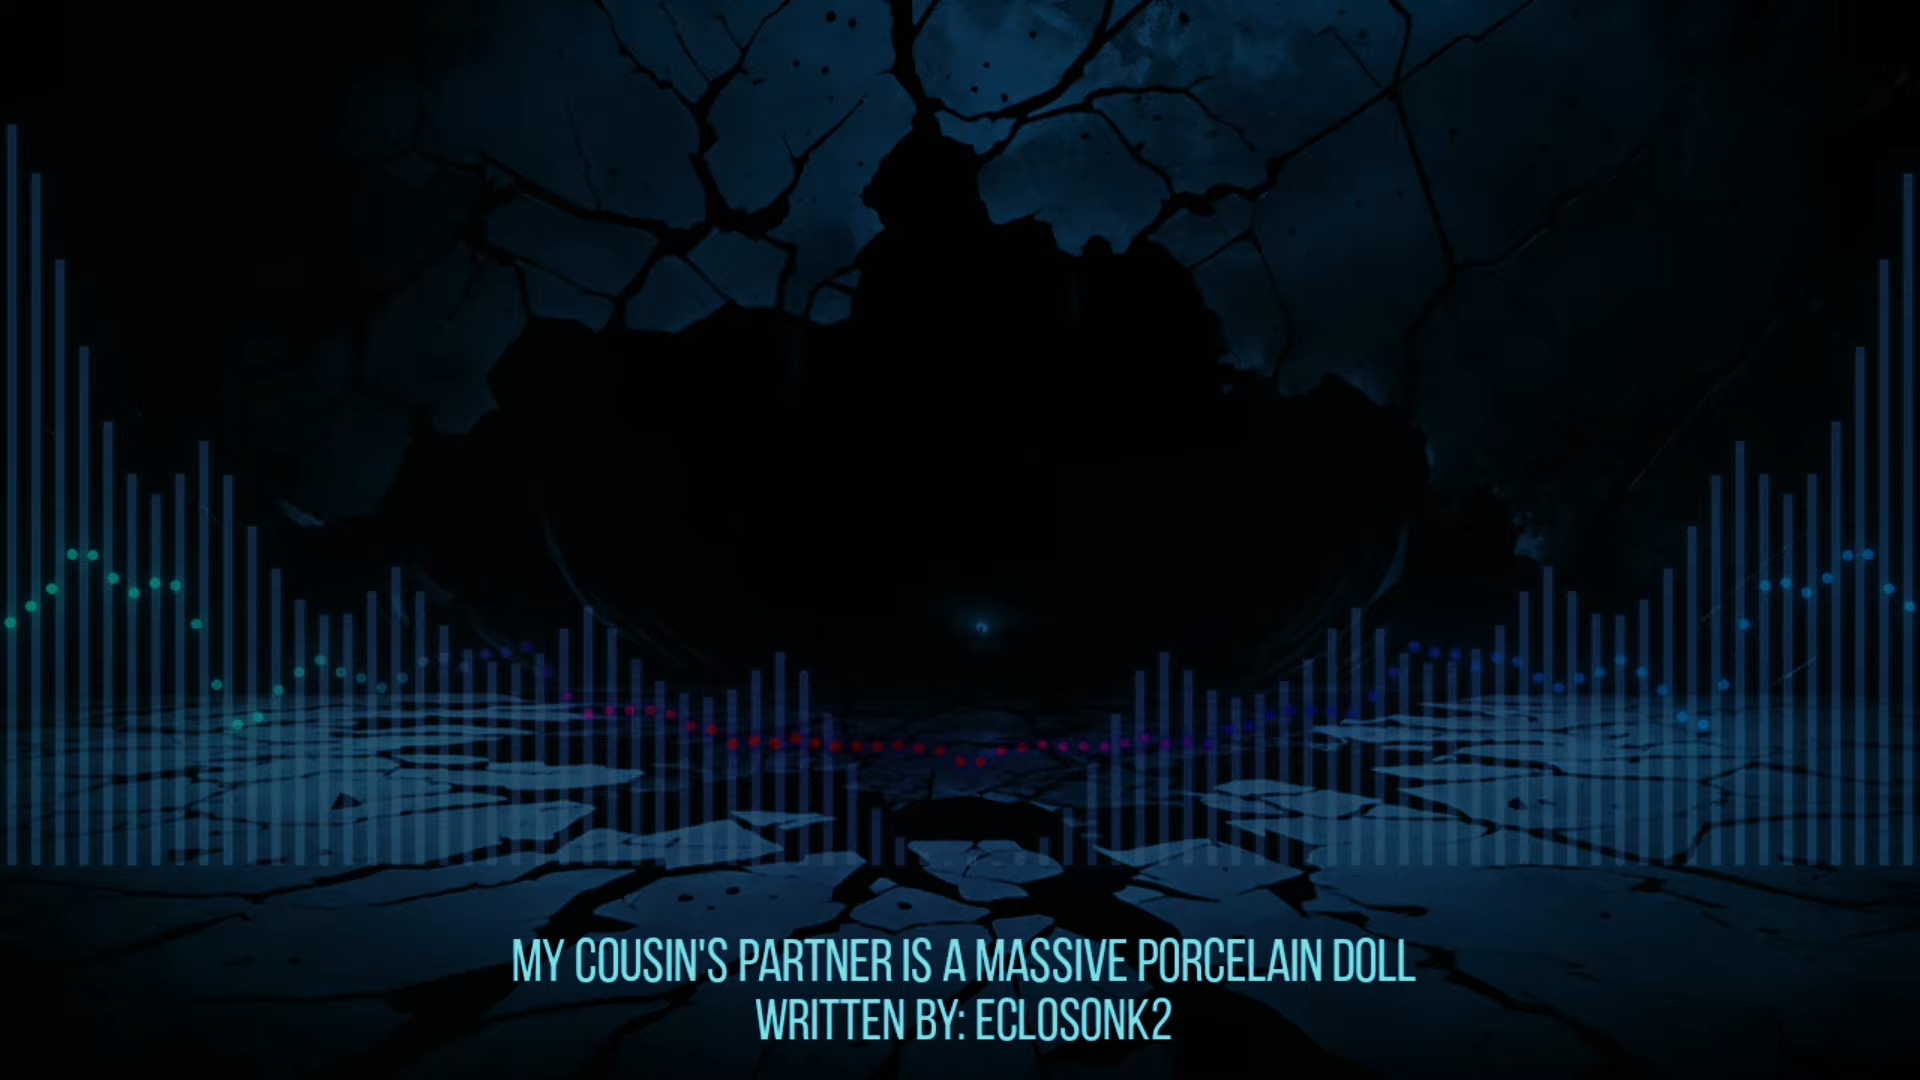 MY COUSIN'S PARTNER IS A MASSIVE PORCELAIN DOLL
WRITTEN BY: ECLOSONK2